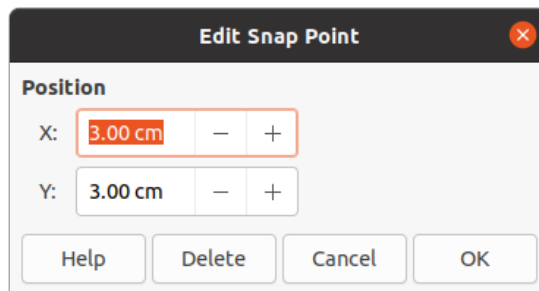 Edit Snap Point
Position
X: 3.00 cm
Y: 3.00 cm
Help Delete Cancel OK